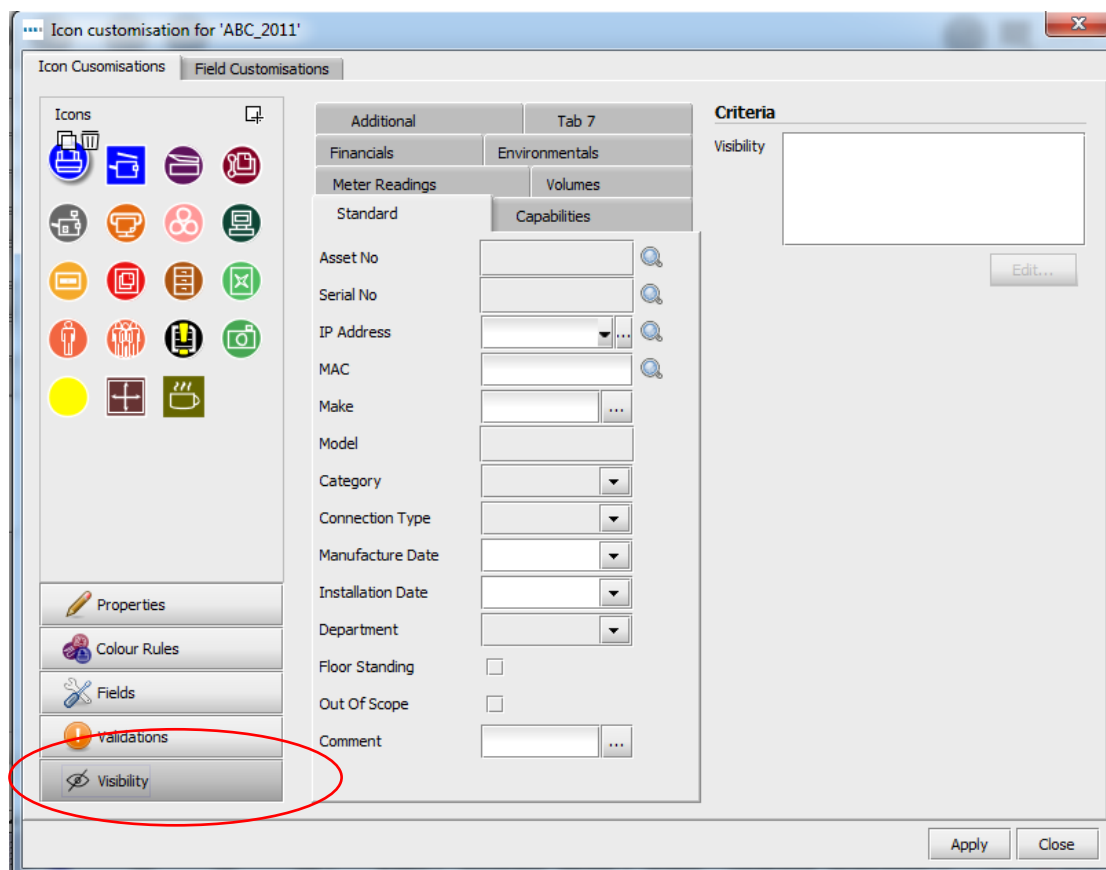 Icon customisation for 'ABC_2011'
Icon Cusomisations
Field Customisations
Icons
Additional
Tab 7
Financials
Environmentals
Meter Readings
Volumes
Standard
Capabilities
Asset No
Serial No
IP Address
...
MAC
Make
...
Model
Category
Connection Type
Manufacture Date
Installation Date
Department
Floor Standing
Out Of Scope
Comment
...
Criteria
Visibility
Edit...
Properties
Colour Rules
Fields
Validations
Visibility
Apply
Close